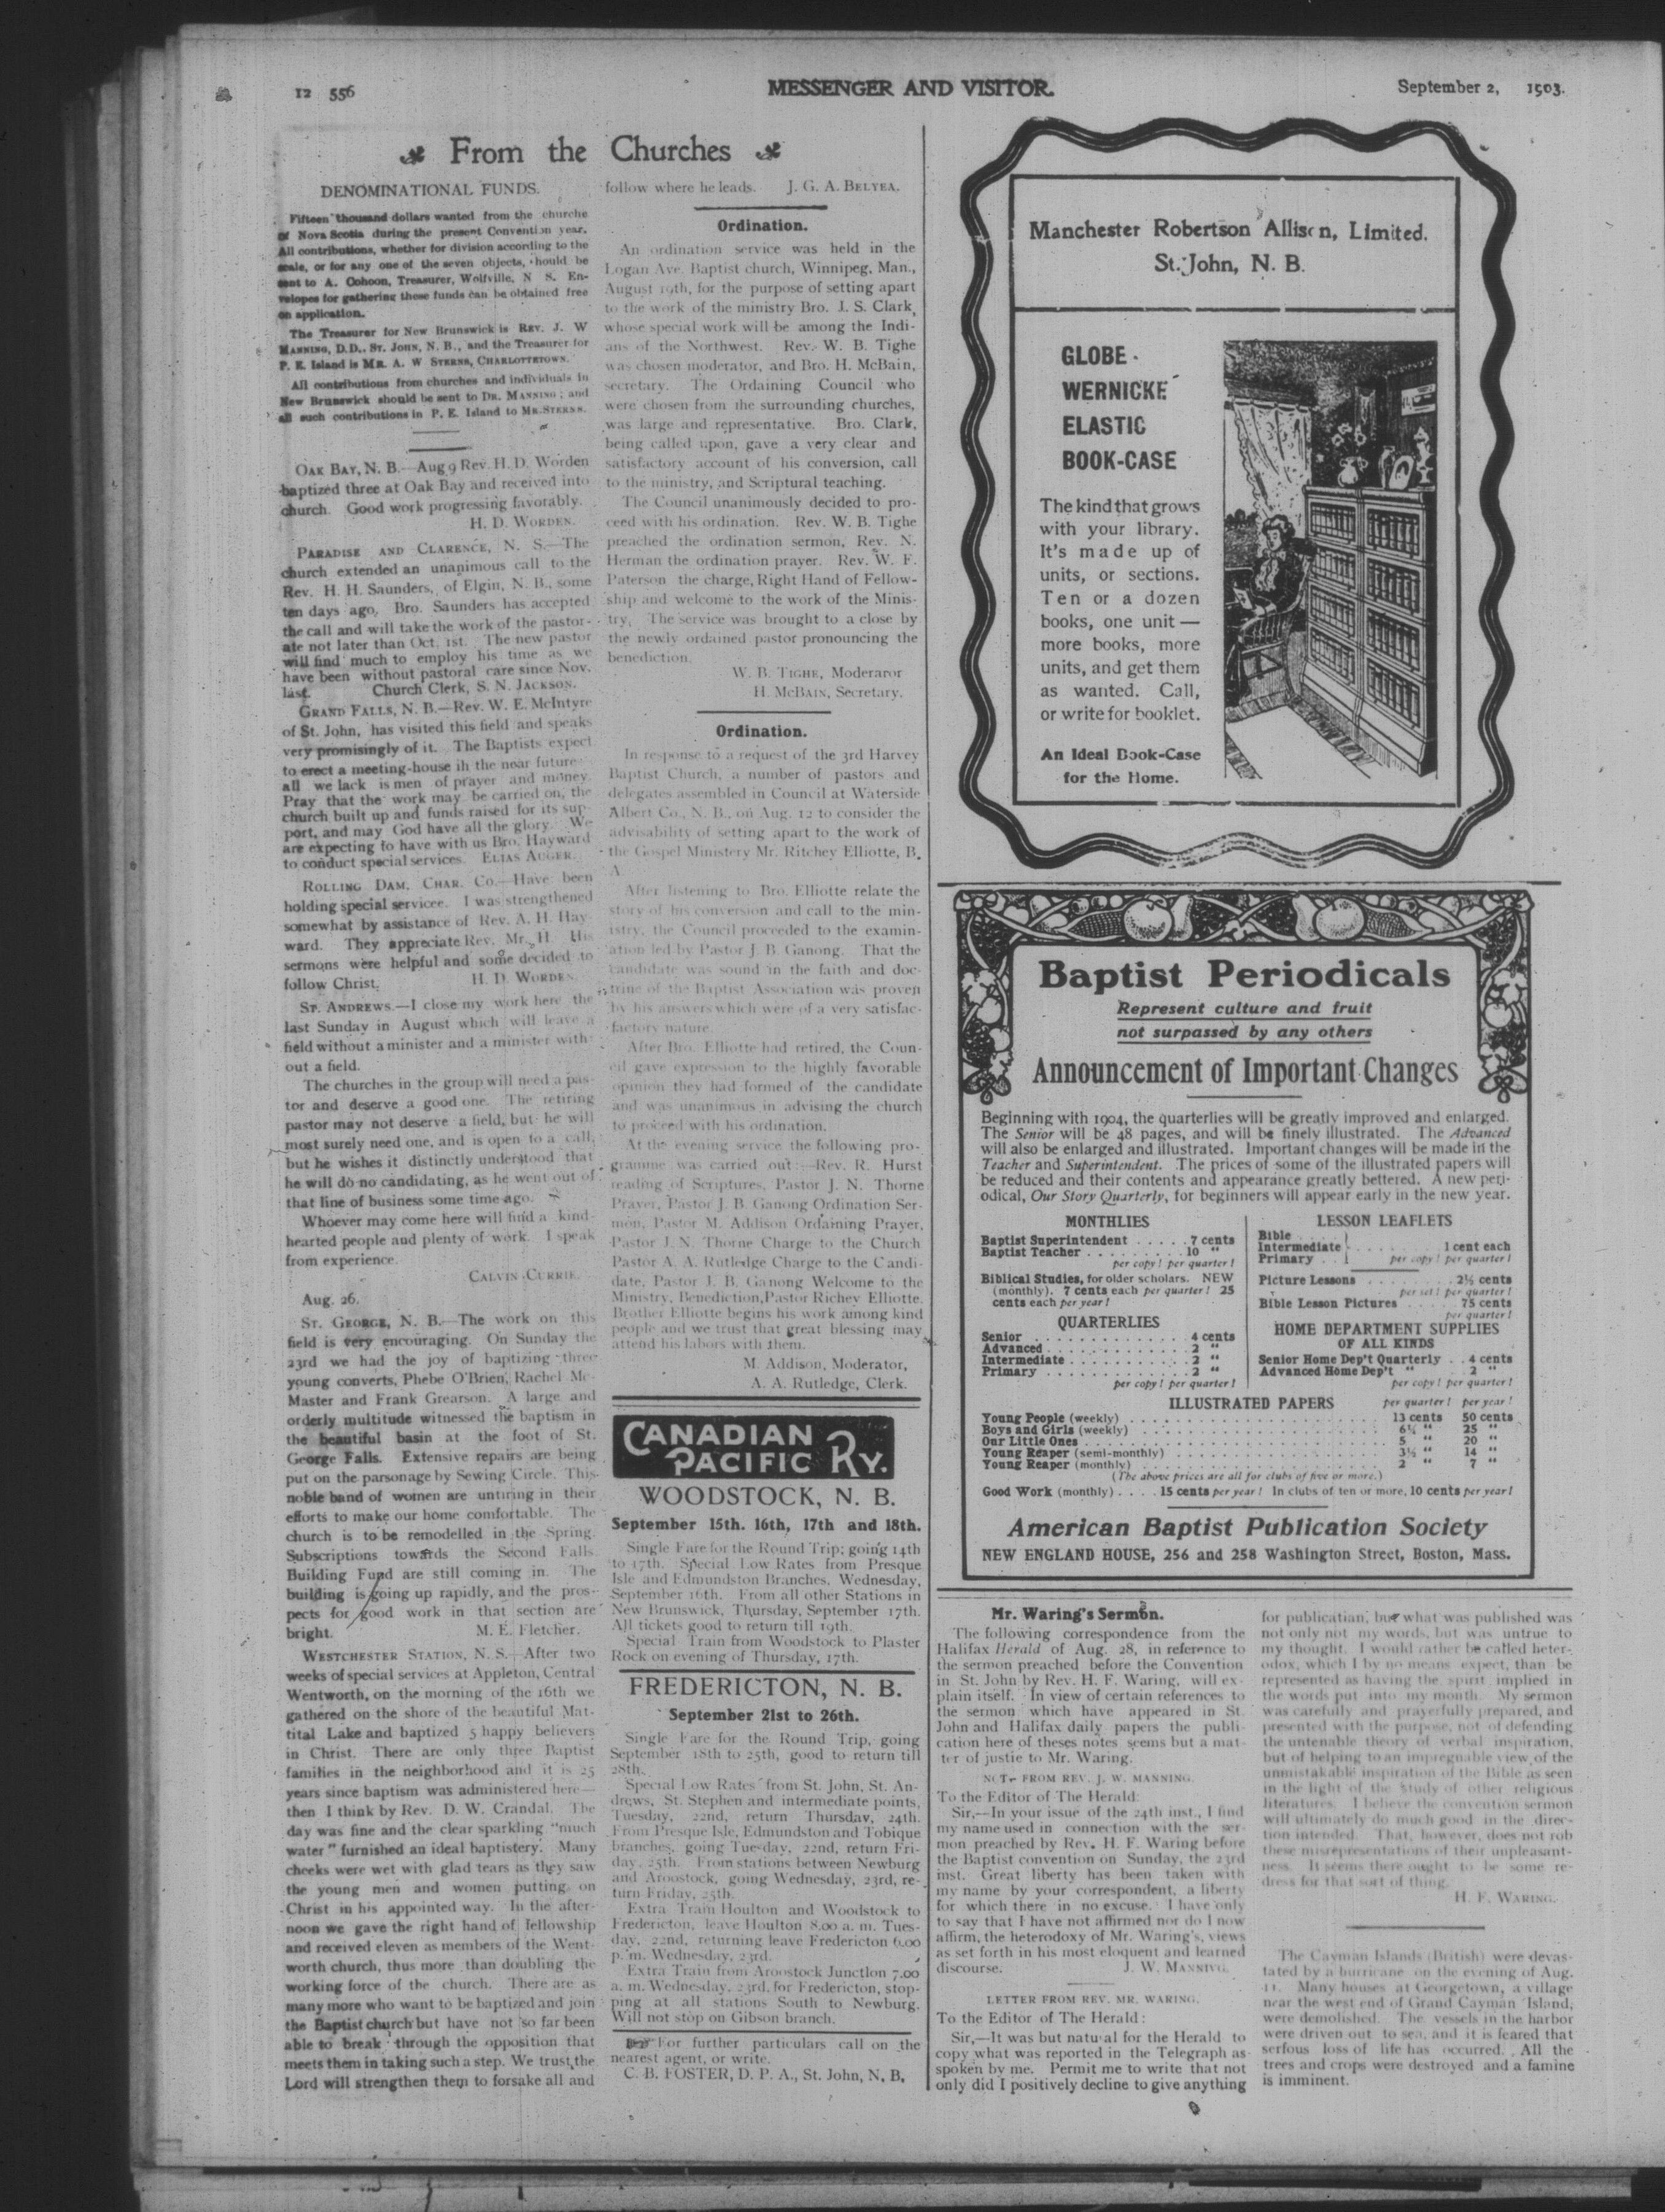 12 556
MESSENGER AND VISITOR.
September 2, 1903.
From the Churches
DENOMINATIONAL FUNDS.
Fifteen thousand dollars wanted from the churche
of Nova Scotia during the present Convention year.
All contributions, whether for division according to the
scale, or for any one of the seven objects, should be
sent to A. Cohoon, Treasurer, Wolfville, N S. En-
velopes for gathering these funds can be obtained free
on application.
The Treasurer for New Brunswick is REV. J. W
MANNING, D.D., ST. JOHN, N. B., and the Treasurer for
P. E. Island is MR. A. W STERNS, CHARLOTTETOWN.
All contributions from churches and individuals in
New Brunswick should be sent to DR. MANNING; and
all such contributions in P. E. Island to MR. STERNS.
OAK BAY, N. B.—Aug 9 Rev. H. D. Worden
baptized three at Oak Bay and received into
church. Good work progressing favorably.
H. D. WORDEN.
PARADISE AND CLARENCE, N. S.—The
church extended an unanimous call to the
Rev. H. H. Saunders, of Elgin, N. B., some
ten days ago. Bro. Saunders has accepted
the call and will take the work of the pastor-
ate not later than Oct. 1st. The new pastor
will find much to employ his time as we
have been without pastoral care since Nov.
last. Church Clerk, S. N. JACKSON.
GRAND FALLS, N. B.—Rev. W. E. McIntyre
of St. John, has visited this field and speaks
very promisingly of it. The Baptists expect
to erect a meeting-house ih the near future
all we lack is men of prayer and money.
Pray that the work may be carried on, the
church built up and funds raised for its sup-
port, and may God have all the glory. We
are expecting to have with us Bro. Hayward
to conduct special services. ELIAS AUGER.
ROLLING DAM, CHAR. Co.—Have been
holding special servicee. I was strengthened
somewhat by assistance of Rev. A. H. Hay-
ward. They appreciate Rev. Mr. H. His
sermons were helpful and some decided to
follow Christ. H. D. WORDEN.
ST. ANDREWS.—I close my work here the
last Sunday in August which will leave a
field without a minister and a minister with-
out a field.
The churches in the group will need a pas-
tor and deserve a good one. The retiring
pastor may not deserve a field, but he will
most surely need one, and is open to a call,
but he wishes it distinctly understood that
he will do no candidating, as he went out of
that line of business some time ago.
Whoever may come here will find a kind-
hearted people and plenty of work. I speak
from experience.
CALVIN CURRIE.
Aug. 26.
ST. GEORGE, N. B.—The work on this
field is very encouraging. On Sunday the
23rd we had the joy of baptizing three
young converts, Phebe O'Brien, Rachel Mc-
Master and Frank Grearson. A large and
orderly multitude witnessed the baptism in
the beautiful basin at the foot of St.
George Falls. Extensive repairs are being
put on the parsonage by Sewing Circle. This
noble band of women are untiring in their
efforts to make our home comfortable. The
church is to be remodelled in the Spring.
Subscriptions towards the Second Falls
Building Fund are still coming in. The
building is going up rapidly, and the pros-
pects for good work in that section are
bright. M. E. Fletcher.
WESTCHESTER STATION, N. S.—After two
weeks of special services at Appleton, Central
Wentworth, on the morning of the 16th we
gathered on the shore of the beautiful Mat-
tital Lake and baptized 5 happy believers
in Christ. There are only three Baptist
families in the neighborhood and it is 25
years since baptism was administered here—
then I think by Rev. D. W. Crandal. The
day was fine and the clear sparkling "much
water" furnished an ideal baptistery. Many
cheeks were wet with glad tears as they saw
the young men and women putting on
Christ in his appointed way. In the after-
noon we gave the right hand of fellowship
and received eleven as members of the Went-
worth church, thus more than doubling the
working force of the church. There are as
many more who want to be baptized and join
the Baptist church but have not so far been
able to break through the opposition that
meets them in taking such a step. We trust the
Lord will strengthen them to forsake all and
follow where he leads. J. G. A. BELYEA.
Ordination.
An ordination service was held in the
Logan Ave. Baptist church, Winnipeg, Man.,
August 19th, for the purpose of setting apart
to the work of the ministry Bro. J. S. Clark,
whose special work will be among the Indi-
ans of the Northwest. Rev. W. B. Tighe
was chosen moderator, and Bro. H. McBain,
secretary. The Ordaining Council who
were chosen from the surrounding churches,
was large and representative. Bro. Clark,
being called upon, gave a very clear and
satisfactory account of his conversion, call
to the ministry, and Scriptural teaching.
The Council unanimously decided to pro-
ceed with his ordination. Rev. W. B. Tighe
preached the ordination sermon, Rev. N.
Herman the ordination prayer. Rev. W. F.
Paterson the charge, Right Hand of Fellow-
ship and welcome to the work of the Minis-
try. The service was brought to a close by
the newly ordained pastor pronouncing the
benediction.
W. B. TIGHE, Moderaror
H. MCBAIN, Secretary.
Ordination.
In response to a request of the 3rd Harvey
Baptist Church, a number of pastors and
delegates assembled in Council at Waterside
Albert Co., N. B., on Aug. 12 to consider the
advisability of setting apart to the work of
the Gospel Ministery Mr. Ritchey Elliotte, B.
A.
After listening to Bro. Elliotte relate the
story of his conversion and call to the min-
istry, the Council proceeded to the examin-
ation led by Pastor J. B. Ganong. That the
candidate was sound in the faith and doc-
trine of the Baptist Association was proven
by his answers which were of a very satisfac-
factory nature.
After Bro. Elliotte had retired, the Coun-
cil gave expression to the highly favorable
opinion they had formed of the candidate
and was unanimous in advising the church
to proceed with his ordination.
At the evening service the following pro-
gramme was carried out:—Rev. R. Hurst
reading of Scriptures, Pastor J. N. Thorne
Prayer, Pastor J. B. Ganong Ordination Ser-
mon, Pastor M. Addison Ordaining Prayer,
Pastor J. N. Thorne Charge to the Church
Pastor A. A. Rutledge Charge to the Candi-
date, Pastor J. B. Ganong Welcome to the
Ministry, Benediction, Pastor Richey Elliotte.
Brother Elliotte begins his work among kind
people and we trust that great blessing may
attend his labors with them.
M. Addison, Moderator,
A. A. Rutledge, Clerk.
CANADIAN
PACIFIC RY.
WOODSTOCK, N. B.
September 15th. 16th, 17th and 18th.
Single Fare for the Round Trip; going 14th
to 17th. Special Low Rates from Presque
Isle and Edmundston Branches, Wednesday,
September 16th. From all other Stations in
New Brunswick, Thursday, September 17th.
All tickets good to return till 19th.
Special Train from Woodstock to Plaster
Rock on evening of Thursday, 17th.
FREDERICTON, N. B.
September 21st to 26th.
Single Fare for the Round Trip, going
September 18th to 25th, good to return till
28th.
Special Low Rates from St. John, St. An-
drews, St. Stephen and intermediate points,
Tuesday, 22nd, return Thursday, 24th.
From Presque Isle, Edmundston and Tobique
branches, going Tuesday, 22nd, return Fri-
day, 25th. From stations between Newburg
and Aroostock, going Wednesday, 23rd, re-
turn Friday, 25th.
Extra Train Houlton and Woodstock to
Fredericton, leave Houlton 8.00 a. m. Tues-
day, 22nd, returning leave Fredericton 6.00
p. m. Wednesday, 23rd.
Extra Train from Aroostock Junction 7.00
a. m. Wednesday, 23rd, for Fredericton, stop-
ping at all stations South to Newburg.
Will not stop on Gibson branch.
For further particulars call on the
nearest agent, or write.
C. B. FOSTER, D. P. A., St. John, N, B,
Manchester Robertson Allison, Limited.
St. John, N. B.
GLOBE-
WERNICKE
ELASTIC
BOOK-CASE
The kind that grows
with your library.
It's made up of
units, or sections.
Ten or a dozen
books, one unit—
more books, more
units, and get them
as wanted. Call,
or write for booklet.
An Ideal Book-Case
for the Home.
Baptist Periodicals
Represent culture and fruit
not surpassed by any others
Announcement of Important Changes
Beginning with 1904, the quarterlies will be greatly improved and enlarged.
The Senior will be 48 pages, and will be finely illustrated. The Advanced
will also be enlarged and illustrated. Important changes will be made in the
Teacher and Superintendent. The prices of some of the illustrated papers will
be reduced and their contents and appearance greatly bettered. A new peri-
odical, Our Story Quarterly, for beginners will appear early in the new year.
MONTHLIES
Baptist Superintendent . . . . . 7 cents
Baptist Teacher . . . . . . . . . 10 "
per copy! per quarter!
Biblical Studies, for older scholars. NEW
(monthly). 7 cents each per quarter! 25
cents each per year!
QUARTERLIES
Senior . . . . . . . . . . . . . 4 cents
Advanced . . . . . . . . . . . . 2 "
Intermediate . . . . . . . . . . 2 "
Primary . . . . . . . . . . . . . 2 "
per copy! per quarter!
LESSON LEAFLETS
Bible
Intermediate . . . . . . . 1 cent each
Primary . . per copy! per quarter!
Picture Lessons . . . . . . . . 2½ cents
per set! per quarter!
Bible Lesson Pictures . . . . 75 cents
per quarter!
HOME DEPARTMENT SUPPLIES
OF ALL KINDS
Senior Home Dep't Quarterly . . 4 cents
Advanced Home Dep't " . . 2 "
per copy! per quarter!
ILLUSTRATED PAPERS per quarter! per year!
Young People (weekly) . . . . . 13 cents 50 cents
Boys and Girls (weekly) . . . . . 6¼ " 25 "
Our Little Ones . . . . . 5 " 20 "
Young Reaper (semi-monthly) . . . . . 3½ " 14 "
Young Reaper (monthly) . . . . . 2 " 7 "
(The above prices are all for clubs of five or more.)
Good Work (monthly) . . . . 15 cents per year! In clubs of ten or more, 10 cents per year!
American Baptist Publication Society
NEW ENGLAND HOUSE, 256 and 258 Washington Street, Boston, Mass.
Mr. Waring's Sermon.
The following correspondence from the
Halifax Herald of Aug. 28, in reference to
the sermon preached before the Convention
in St. John by Rev. H. F. Waring, will ex-
plain itself. In view of certain references to
the sermon which have appeared in St.
John and Halifax daily papers the publi-
cation here of theses notes seems but a mat-
ter of justie to Mr. Waring.
NOTE FROM REV. J. W. MANNING.
To the Editor of The Herald:
Sir,—In your issue of the 24th inst., I find
my name used in connection with the ser-
mon preached by Rev. H. F. Waring before
the Baptist convention on Sunday, the 23rd
inst. Great liberty has been taken with
my name by your correspondent, a liberty
for which there in no excuse. I have only
to say that I have not affirmed nor do I now
affirm, the heterodoxy of Mr. Waring's, views
as set forth in his most eloquent and learned
discourse. J. W. MANNING.
LETTER FROM REV. MR. WARING.
To the Editor of The Herald:
Sir,—It was but natural for the Herald to
copy what was reported in the Telegraph as
spoken by me. Permit me to write that not
only did I positively decline to give anything
for publicatian, but what was published was
not only not my words, but was untrue to
my thought. I would rather be called heter-
odox, which I by no means expect, than be
represented as having the spirit implied in
the words put into my month. My sermon
was carefully and prayerfully prepared, and
presented with the purpose, not of defending
the untenable theory of verbal inspiration,
but of helping to an impregnable view of the
unmistakable inspiration of the Bible as seen
in the light of the study of other religious
literatures. I believe the convention sermon
will ultimately do much good in the direc-
tion intended. That, however, does not rob
these misrepresentations of their unpleasant-
ness. It seems there ought to be some re-
dress for that sort of thing.
H. F. WARING.
The Cayman Islands (British) were devas-
tated by a hurricane on the evening of Aug.
11. Many houses at Georgetown, a village
near the west end of Grand Cayman Island,
were demolished. The vessels in the harbor
were driven out to sea, and it is feared that
serfous loss of life has occurred. All the
trees and crops were destroyed and a famine
is imminent.